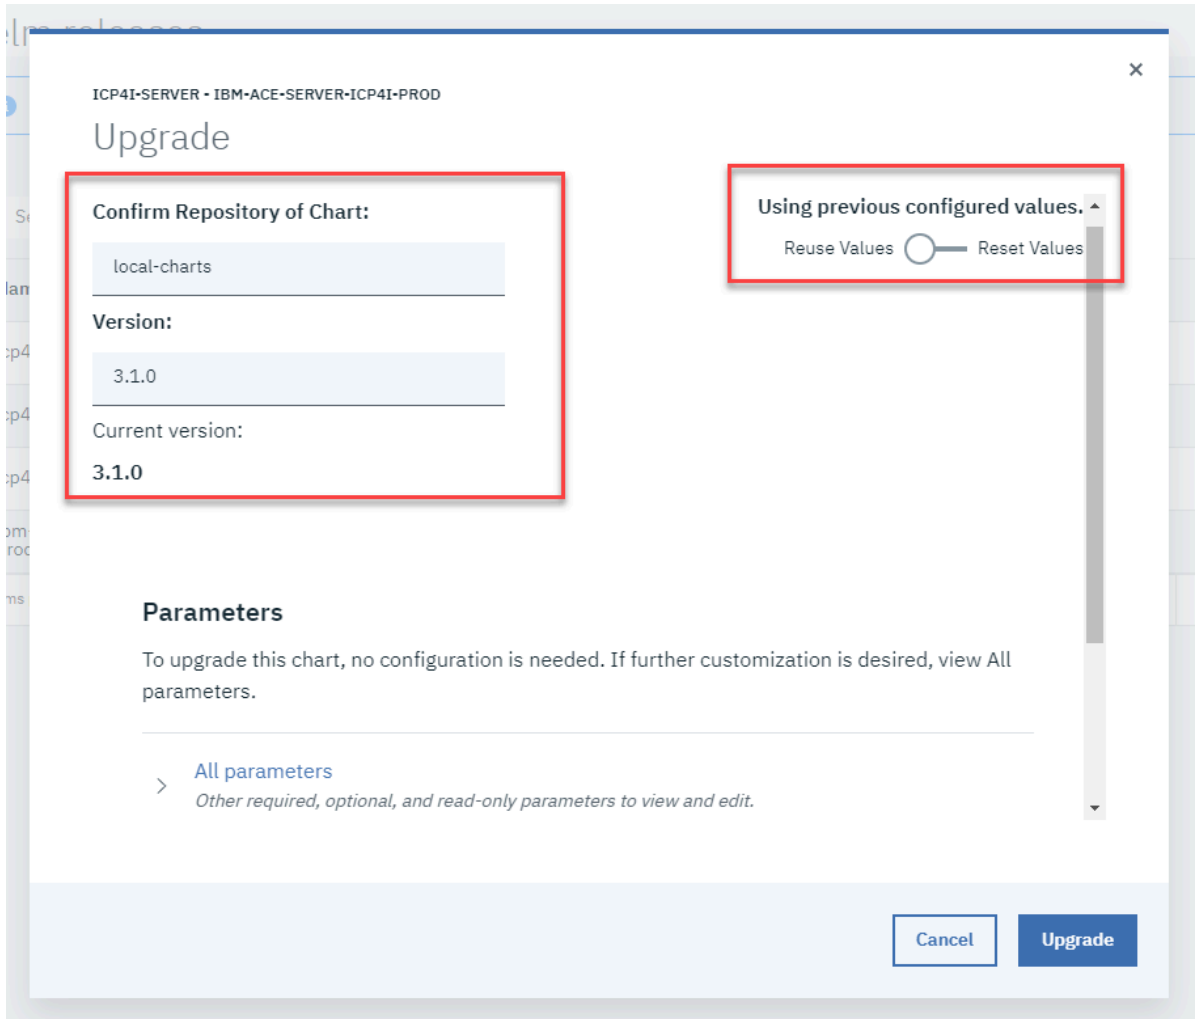 ICP4I-SERVER - IBM-ACE-SERVER-ICP4I-PROD
Upgrade
Confirm Repository of Chart:
local-charts
Version:
3.1.0
Current version:
3.1.0
Using previous configured values.
Reuse Values Reset Values
Parameters
To upgrade this chart, no configuration is needed. If further customization is desired, view All
parameters.
All parameters
Other required, optional, and read-only parameters to view and edit.
Cancel Upgrade